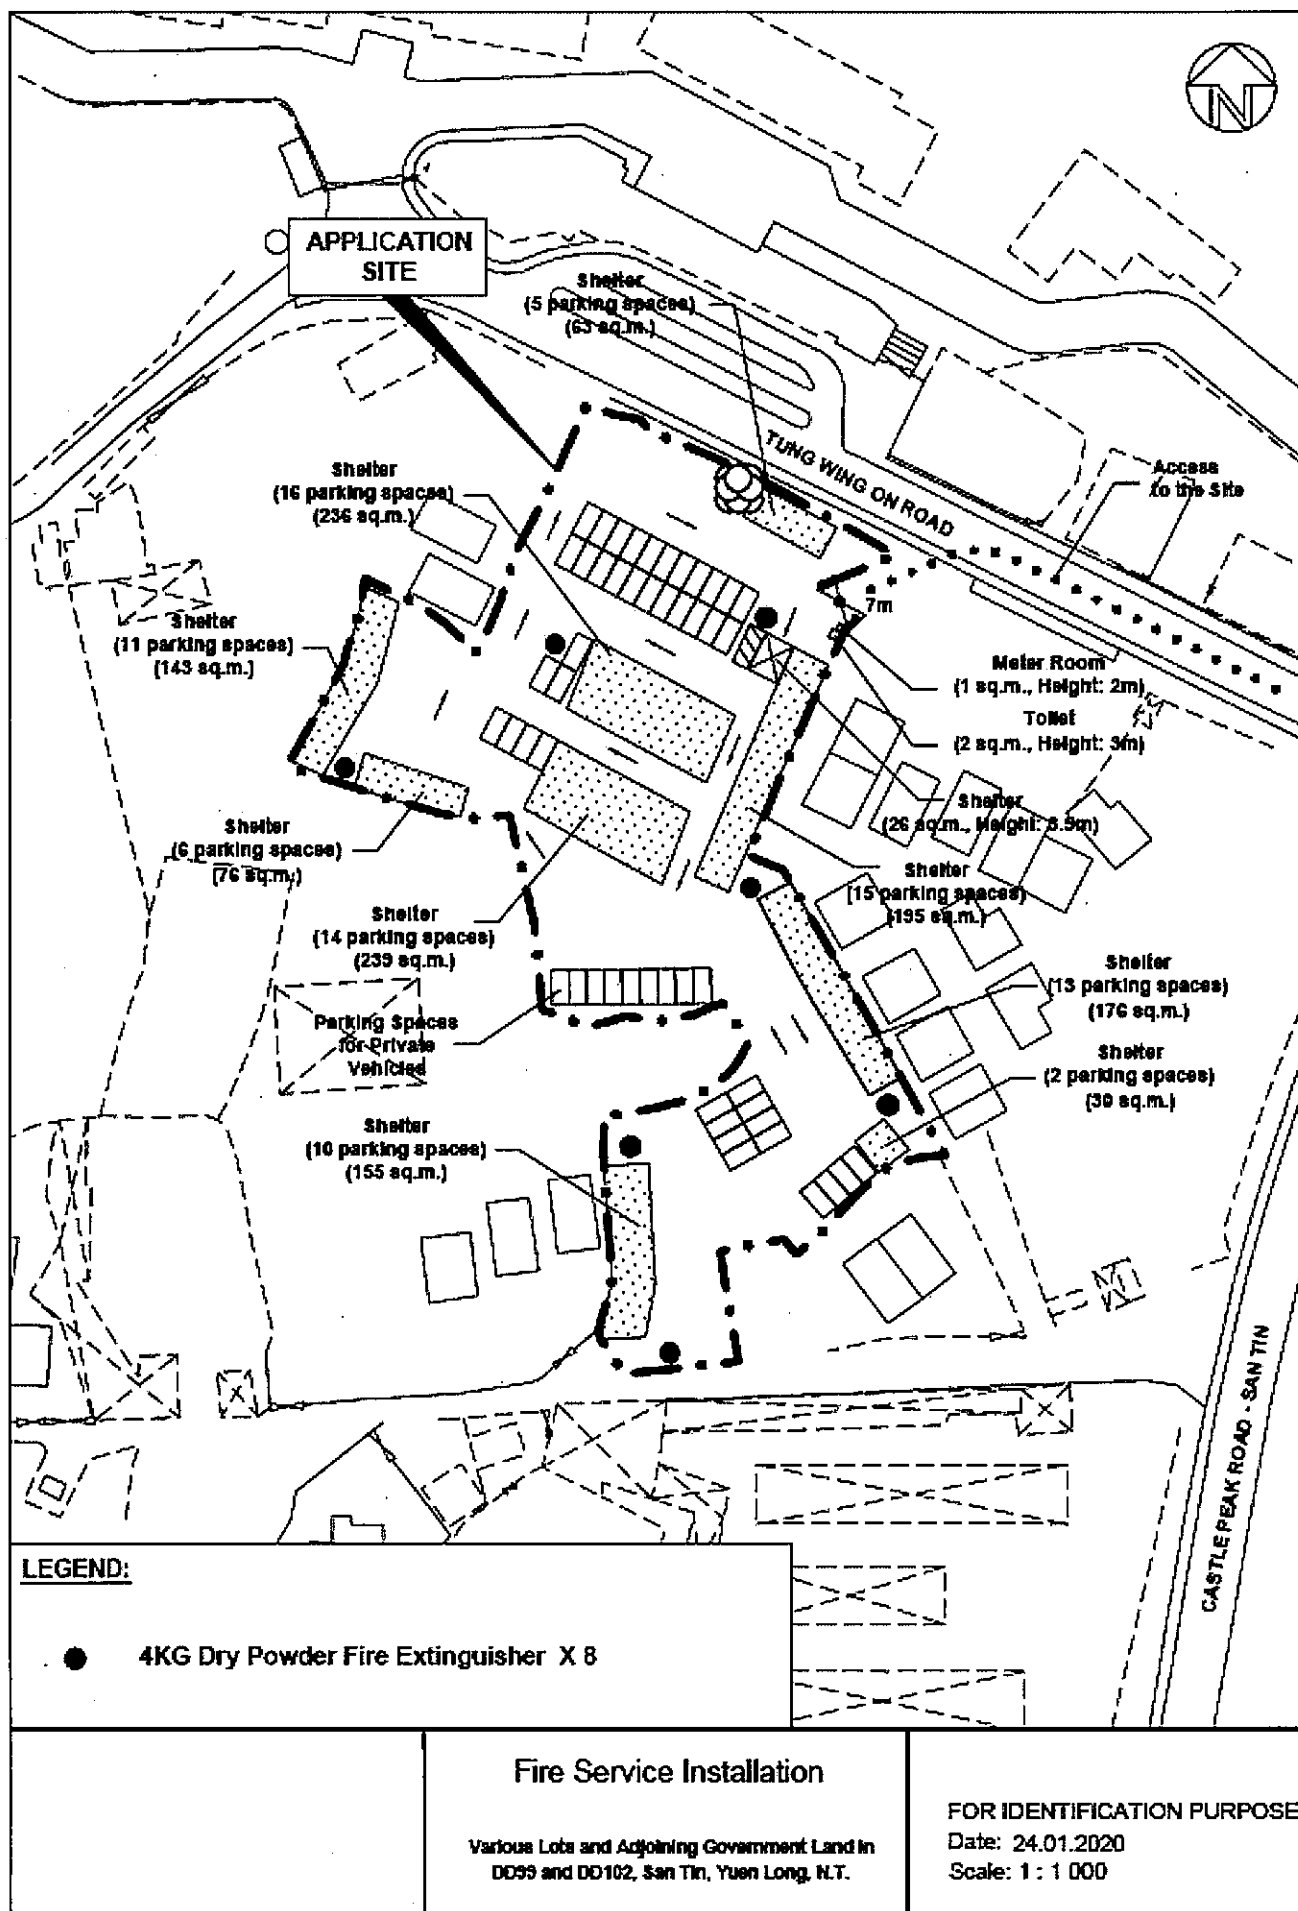 N
APPLICATION
SITE
Shelter
(5 parking spaces)
(63 sq.m.)
TUNG WING ON ROAD
Access
to the Site
Shelter
(16 parking spaces)
(236 sq.m.)
7m
Shelter
(11 parking spaces)
(143 sq.m.)
Meter Room
(1 sq.m., Height: 2m)
Toilet
(2 sq.m., Height: 3m)
Shelter
(26 sq.m., Height: 3.5m)
Shelter
(6 parking spaces)
(76 sq.m.)
Shelter
(15 parking spaces)
(195 sq.m.)
Shelter
(14 parking spaces)
(239 sq.m.)
Shelter
(13 parking spaces)
(176 sq.m.)
Parking Spaces
for Private
Vehicles
Shelter
(2 parking spaces)
(30 sq.m.)
Shelter
(10 parking spaces)
(155 sq.m.)
CASTLE PEAK ROAD - SAN TIN
LEGEND:
4KG Dry Powder Fire Extinguisher X 8
Fire Service Installation
Various Lots and Adjoining Government Land in
DD99 and DD102, San Tin, Yuen Long, N.T.
FOR IDENTIFICATION PURPOSE
Date: 24.01.2020
Scale: 1 : 1 000